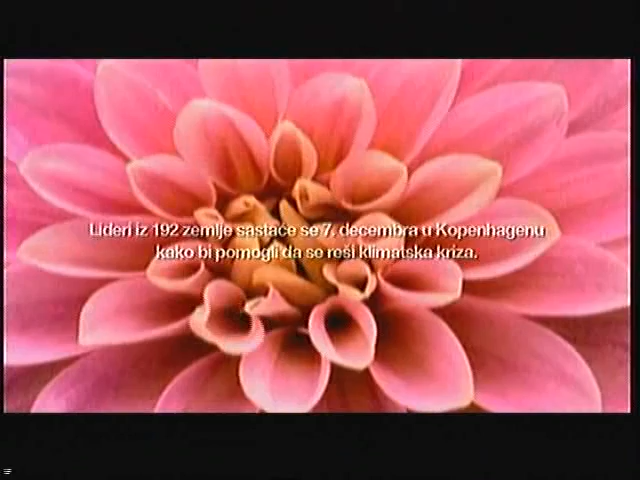 Lideri iz 192 zemlje sastaće se 7. decembra u Kopenhagenu
kako bi pomogli da se reši klimatska kriza.